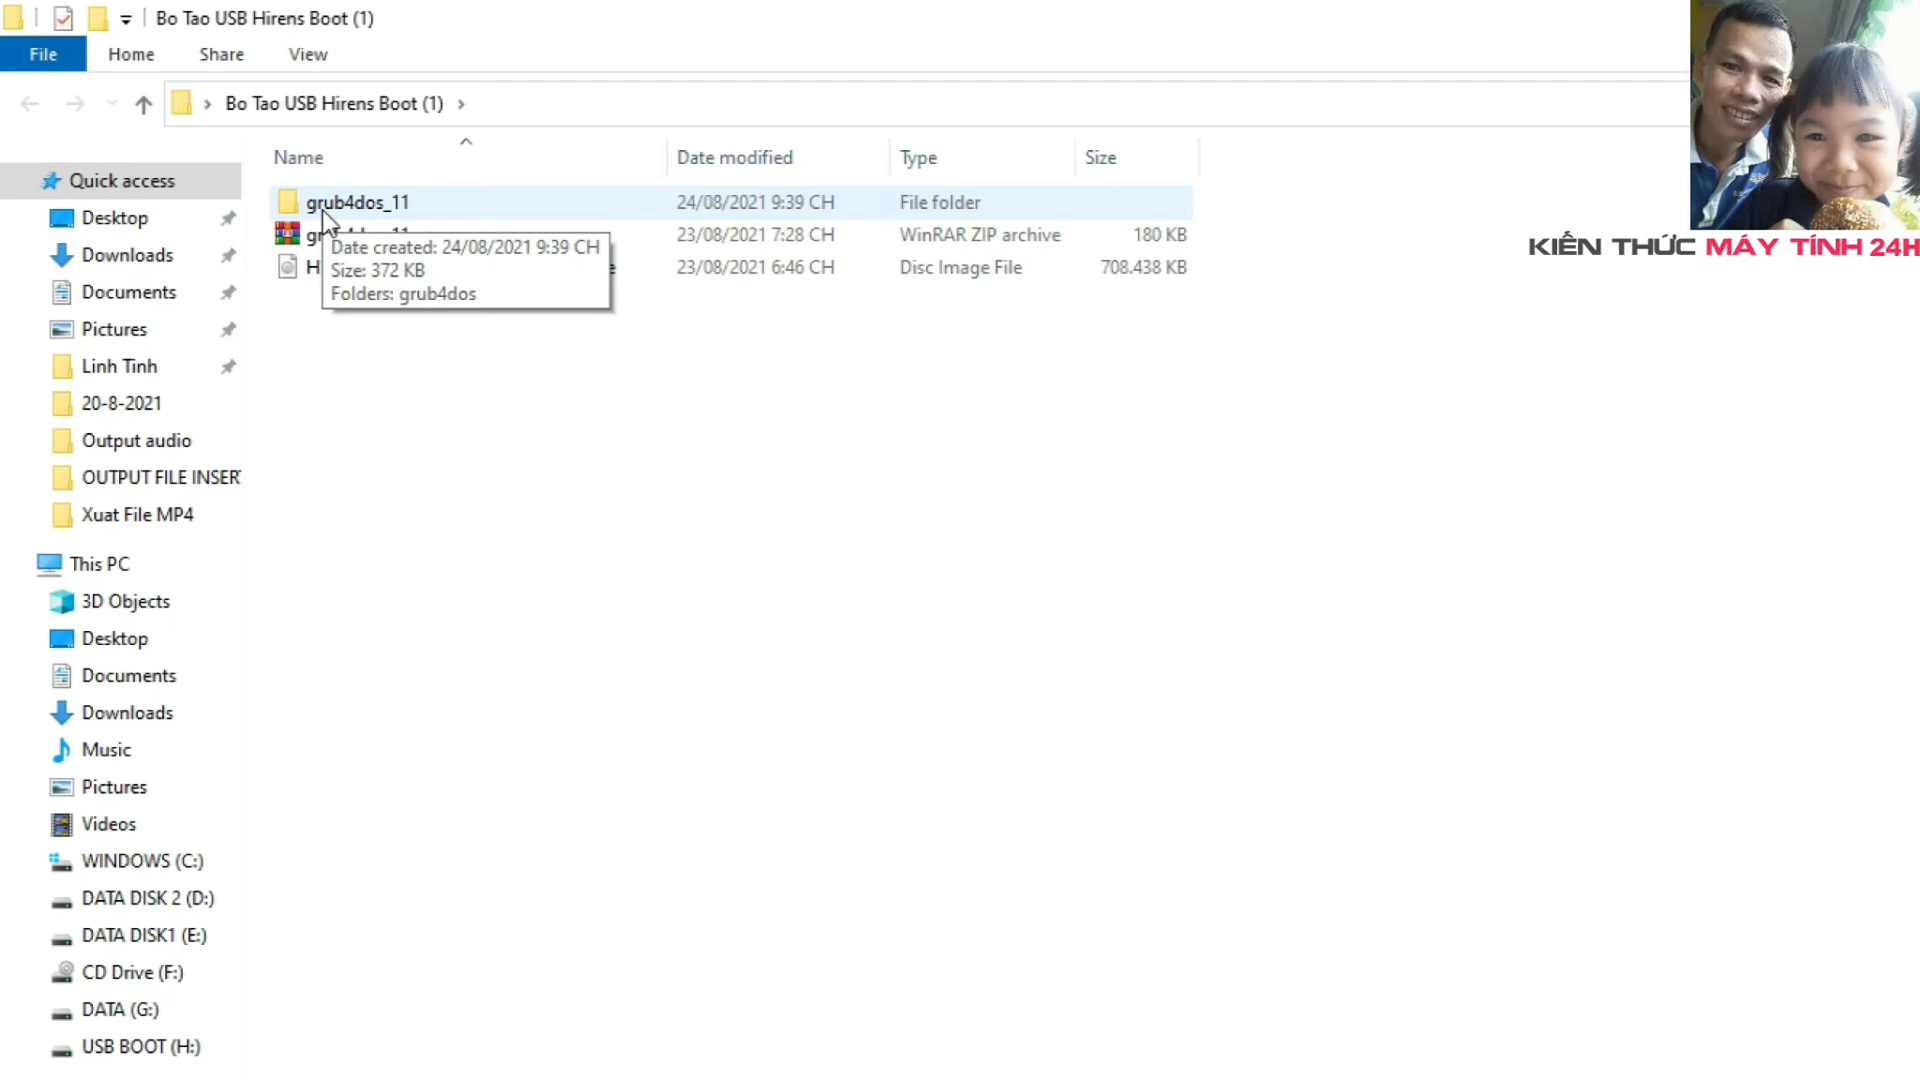 Bo Tao USB Hirens Boot (1)
File Home Share View
Bo Tao USB Hirens Boot (1)
Name Date modified Type Size
grub4dos_11 24/08/2021 9:39 CH File folder
23/08/2021 7:28 CH WinRAR ZIP archive 180 KB
23/08/2021 6:46 CH Disc Image File 708.438 KB
Date created: 24/08/2021 9:39 CH
Size: 372 KB
Folders: grub4dos
KIẾN THỨC MÁY TÍNH 24H
Quick access
Desktop
Downloads
Documents
Pictures
Linh Tinh
20-8-2021
Output audio
OUTPUT FILE INSERT
Xuat File MP4
This PC
3D Objects
Desktop
Documents
Downloads
Music
Pictures
Videos
WINDOWS (C:)
DATA DISK 2 (D:)
DATA DISK1 (E:)
CD Drive (F:)
DATA (G:)
USB BOOT (H:)